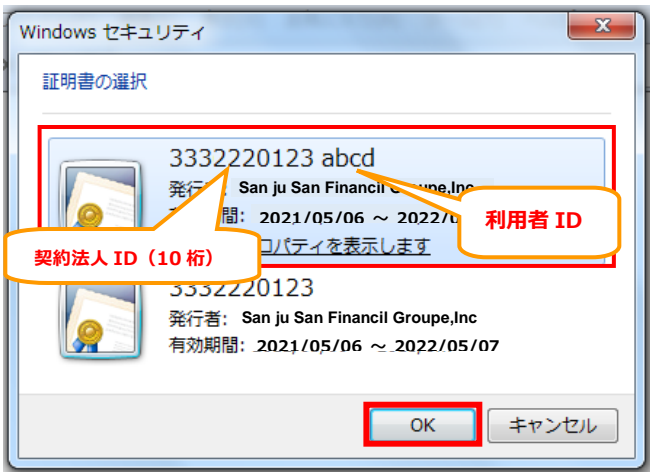 Windows セキュリティ
証明書の選択
3332220123 abcd
発行者: San ju San Financil Groupe,Inc
間: 2021/05/06 ～ 2022/0
利用者 ID
契約法人 ID（10 桁）
ロパティを表示します
3332220123
発行者: San ju San Financil Groupe,Inc
有効期間: 2021/05/06 ～ 2022/05/07
OK
キャンセル